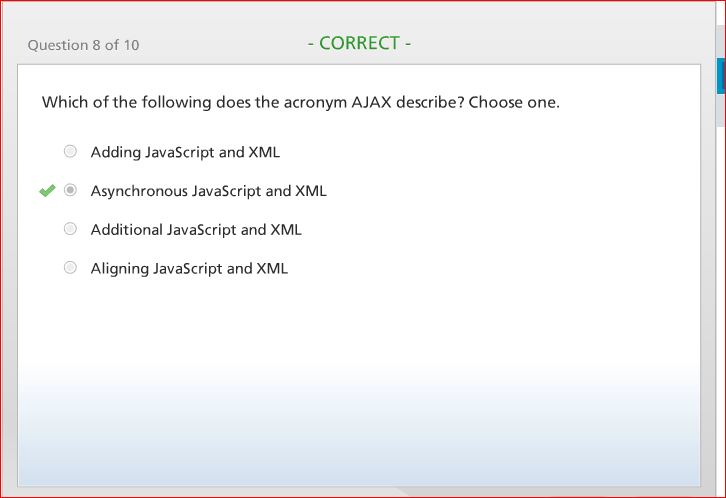 Question 8 of 10
- CORRECT -
Which of the following does the acronym AJAX describe? Choose one.
Adding JavaScript and XML
Asynchronous JavaScript and XML
Additional JavaScript and XML
Aligning JavaScript and XML